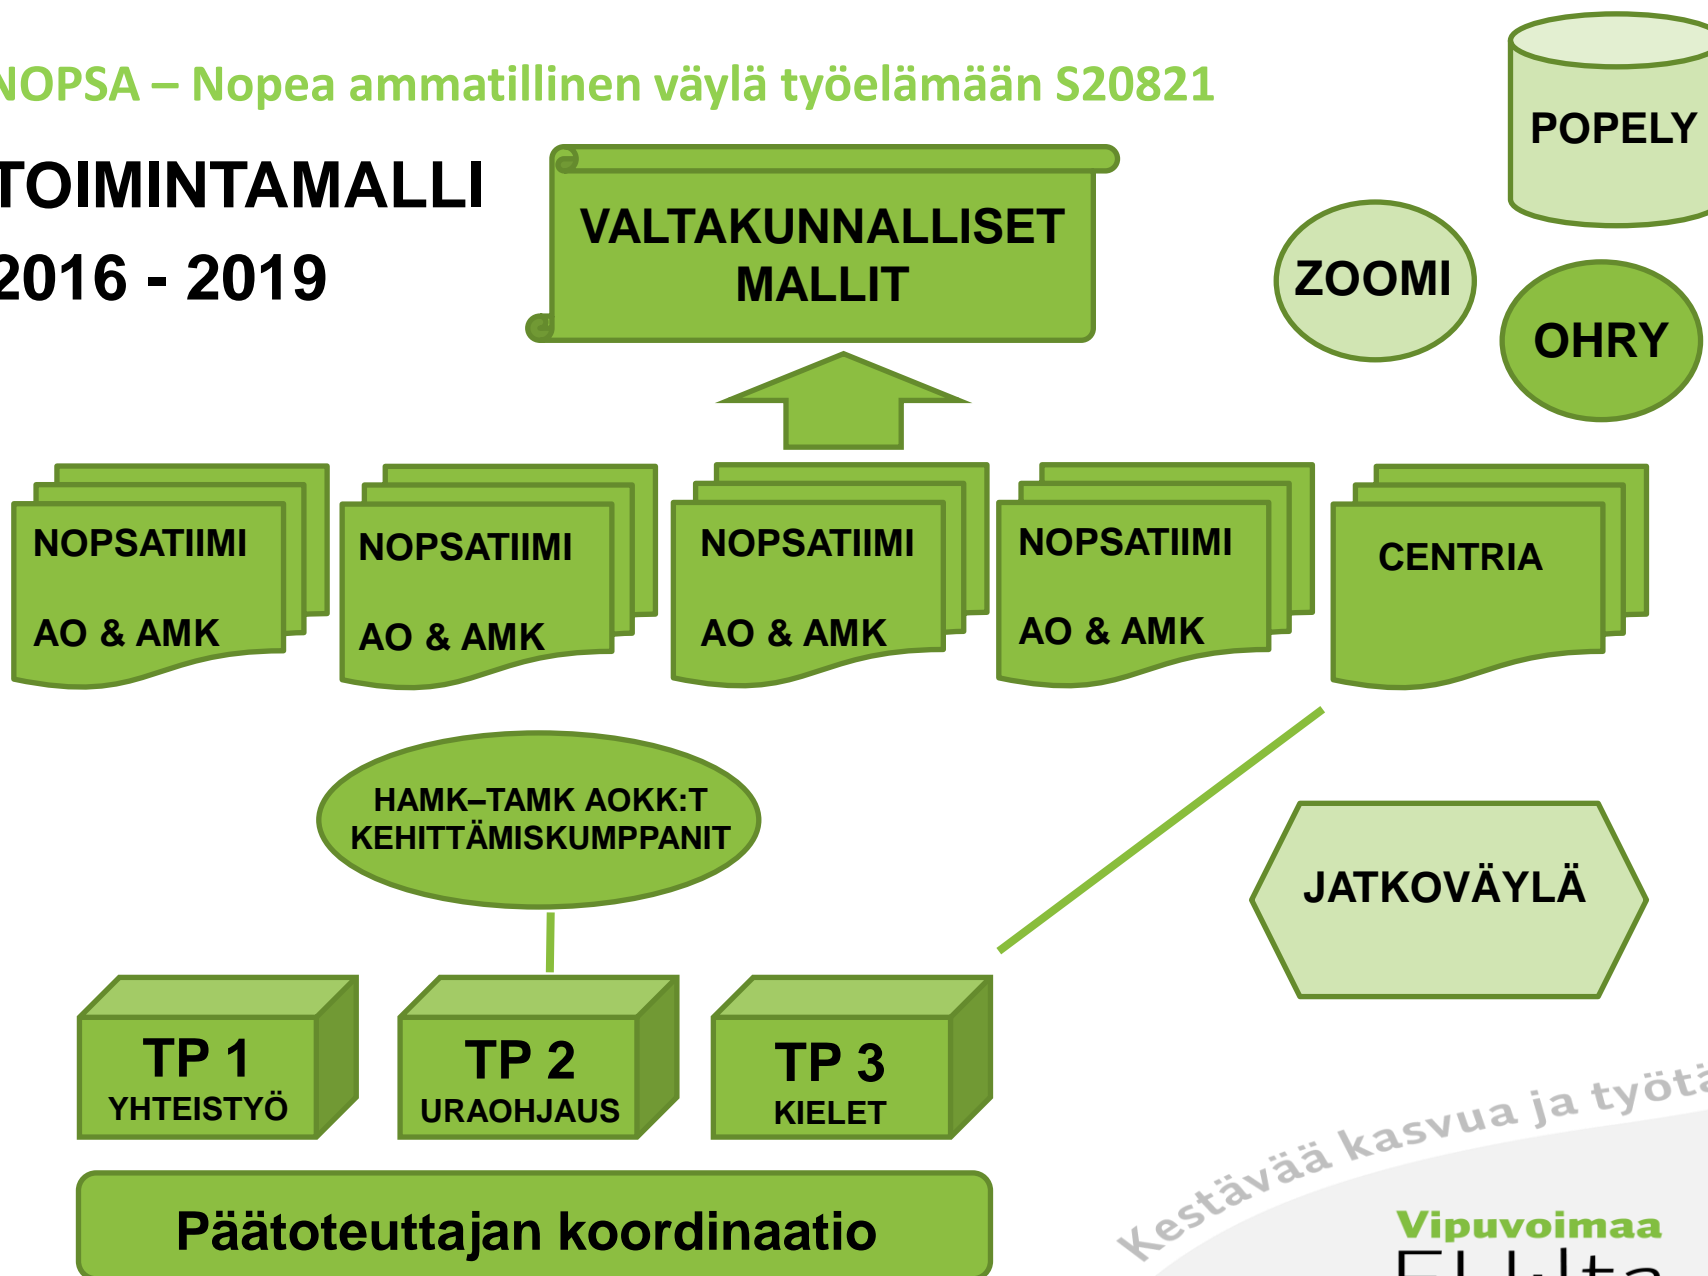 NOPSA – Nopea ammatillinen väylä työelämään S20821
TOIMINTAMALLI
2016 - 2019
VALTAKUNNALLISET
MALLIT
POPELY
ZOOMI
OHRY
NOPSATIIMI
AO & AMK
NOPSATIIMI
AO & AMK
NOPSATIIMI
AO & AMK
NOPSATIIMI
AO & AMK
CENTRIA
HAMK–TAMK AOKK:T
KEHITTÄMISKUMPPANIT
JATKOVÄYLÄ
TP 1
YHTEISTYÖ
TP 2
URAOHJAUS
TP 3
KIELET
Päätoteuttajan koordinaatio
Kestävää kasvua ja työtä
Vipuvoimaa
EU:lta